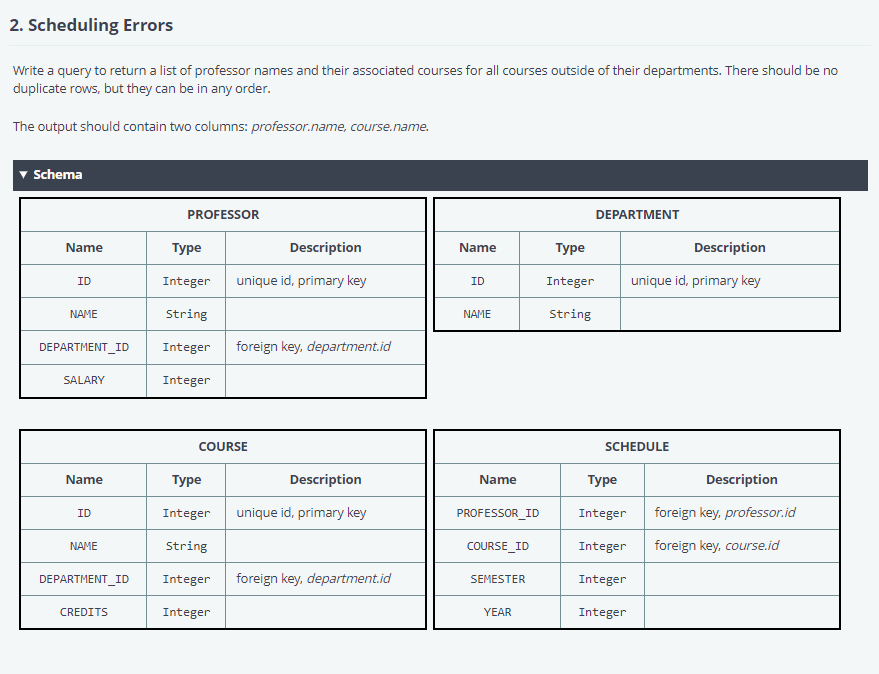 2. Scheduling Errors
Write a query to return a list of professor names and their associated courses for all courses outside of their departments. There should be no
duplicate rows, but they can be in any order.
The output should contain two columns: professor.name, course.name.
▼ Schema
PROFESSOR
Name Type Description
ID Integer unique id, primary key
NAME String
DEPARTMENT_ID Integer foreign key, department.id
SALARY Integer
DEPARTMENT
Name Type Description
ID Integer unique id, primary key
NAME String
COURSE
Name Type Description
ID Integer unique id, primary key
NAME String
DEPARTMENT_ID Integer foreign key, department.id
CREDITS Integer
SCHEDULE
Name Type Description
PROFESSOR_ID Integer foreign key, professor.id
COURSE_ID Integer foreign key, course.id
SEMESTER Integer
YEAR Integer